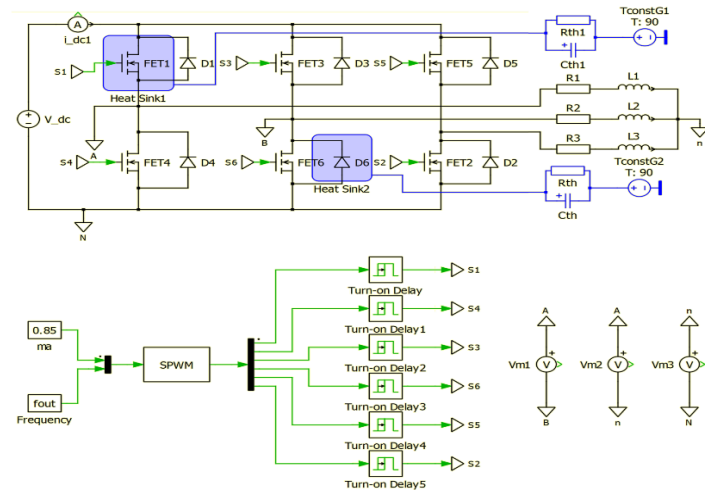 A
i_dc1
TconstG1
T: 90
Rth1
Cth1
S1
FET1
D1
S3
FET3
D3
S5
FET5
D5
Heat Sink1
R1
L1
V_dc
A
B
R2
L2
n
S4
FET4
D4
S6
FET6
D6
S2
FET2
D2
R3
L3
Heat Sink2
TconstG2
T: 90
Rth
Cth
N
S1
Turn-on Delay
S4
Turn-on Delay1
0.85
ma
SPWM
S3
Turn-on Delay2
S6
Turn-on Delay3
fout
Frequency
S5
Turn-on Delay4
S2
Turn-on Delay5
A
A
n
Vm1
V
Vm2
V
Vm3
V
B
n
N